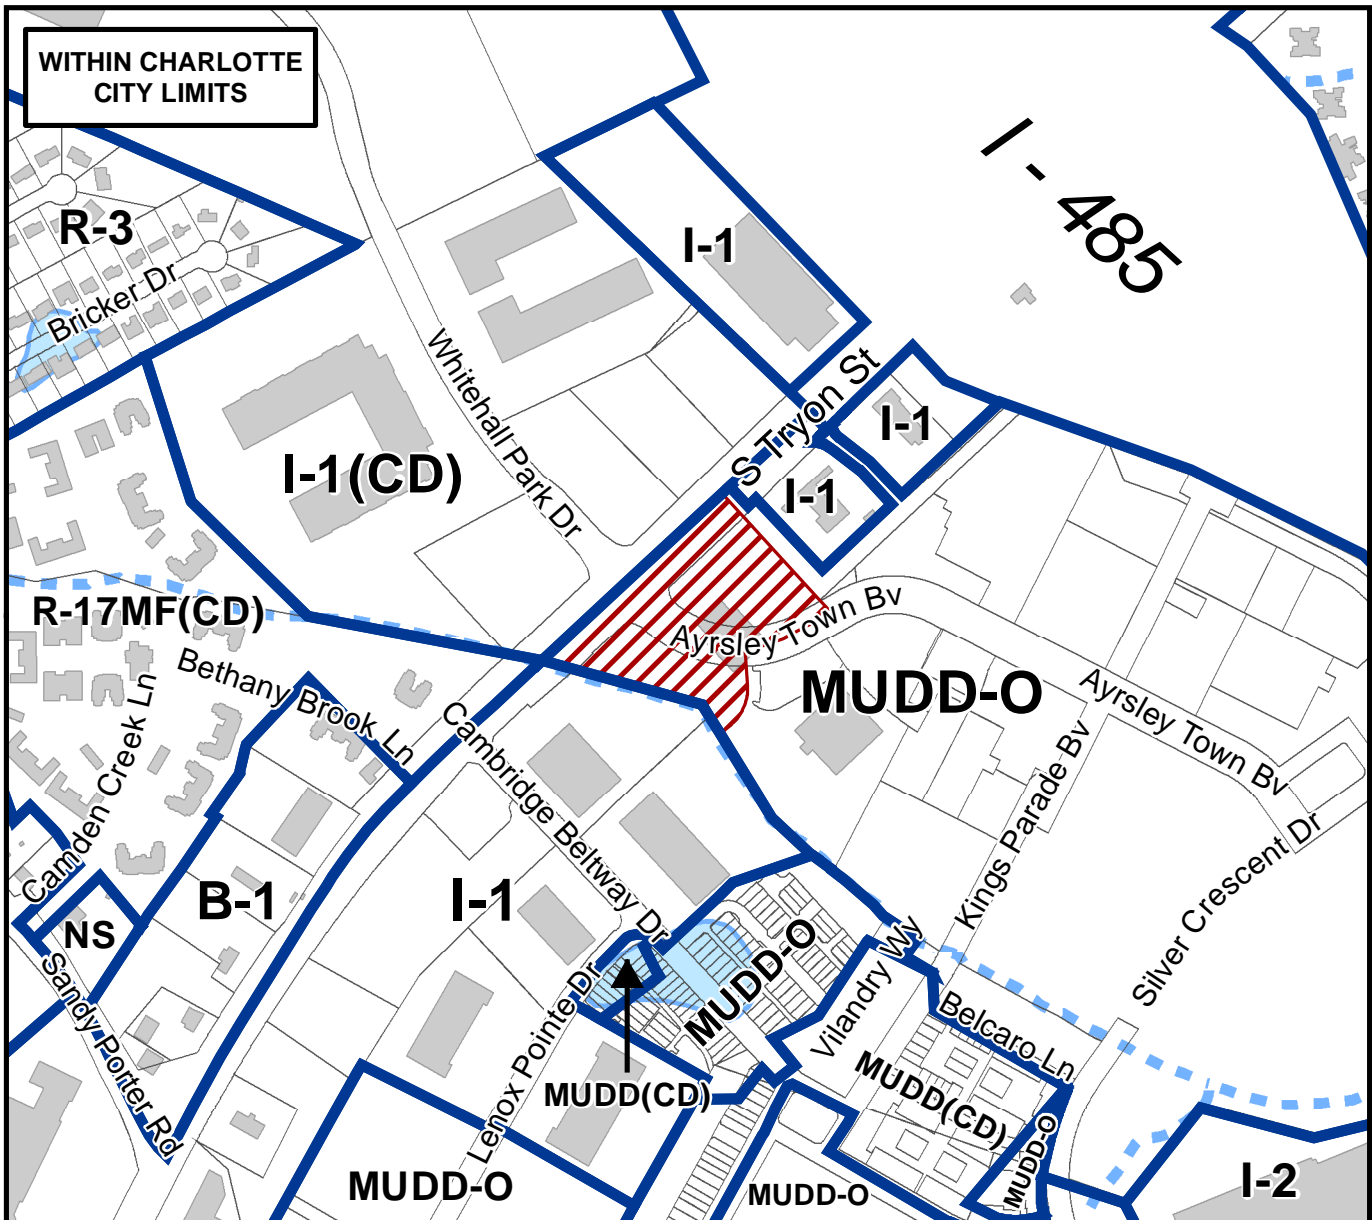 WITHIN CHARLOTTE
CITY LIMITS
I - 485
R-3
Bricker Dr
I-1
Whitehall Park Dr
S Tryon St
I-1
I-1(CD)
I-1
R-17MF(CD)
Ayrsley Town Bv
Bethany Brook Ln
MUDD-O
Ayrsley Town Bv
Camden Creek Ln
Cambridge Beltway Dr
Kings Parade Bv
Silver Crescent Dr
B-1
I-1
NS
MUDD-O
Vilandry Wy
Sandy Porter Rd
Lenox Pointe Dr
Belcaro Ln
MUDD(CD)
MUDD(CD)
MUDD-O
MUDD-O
MUDD-O
I-2